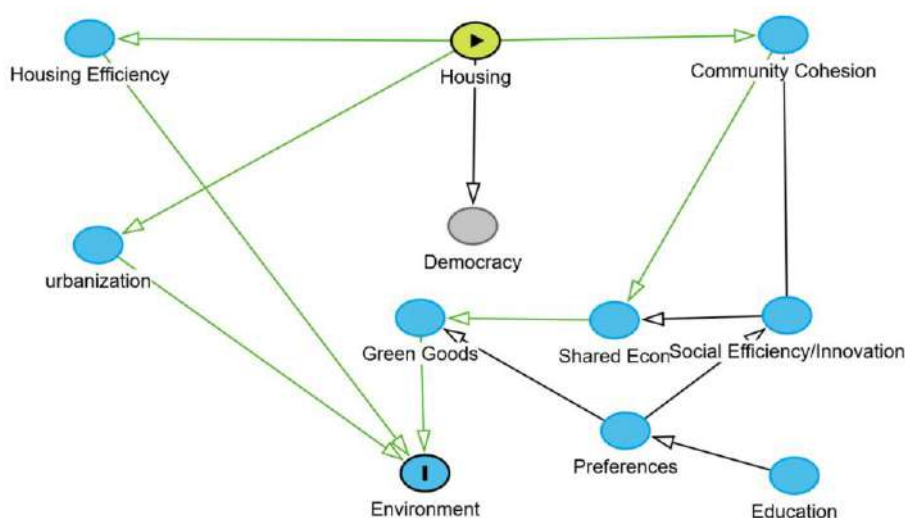 Housing Efficiency
Housing
Community Cohesion
Democracy
urbanization
Green Goods
Shared Econ
Social Efficiency/Innovation
Preferences
Environment
Education